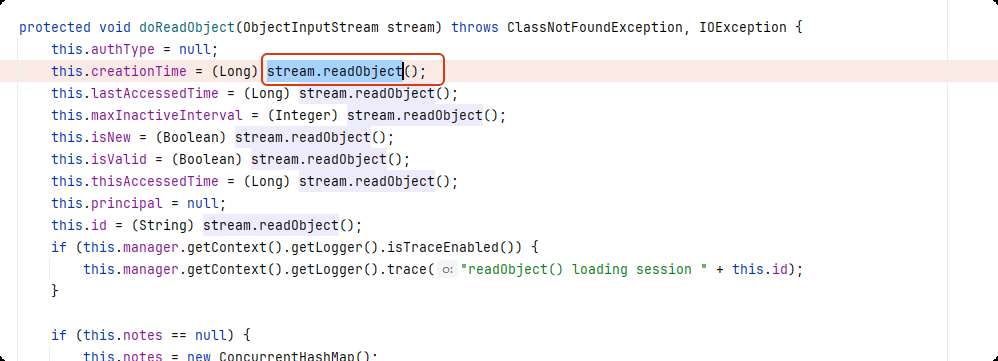 protected void doReadObject(ObjectInputStream stream) throws ClassNotFoundException, IOException {
this.authType = null;
this.creationTime = (Long) stream.readObject();
this.lastAccessedTime = (Long) stream.readObject();
this.maxInactiveInterval = (Integer) stream.readObject();
this.isNew = (Boolean) stream.readObject();
this.isValid = (Boolean) stream.readObject();
this.thisAccessedTime = (Long) stream.readObject();
this.principal = null;
this.id = (String) stream.readObject();
if (this.manager.getContext().getLogger().isTraceEnabled()) {
this.manager.getContext().getLogger().trace( o: "readObject() loading session " + this.id);
}
if (this.notes == null) {
this.notes = new ConcurrentHashMap();